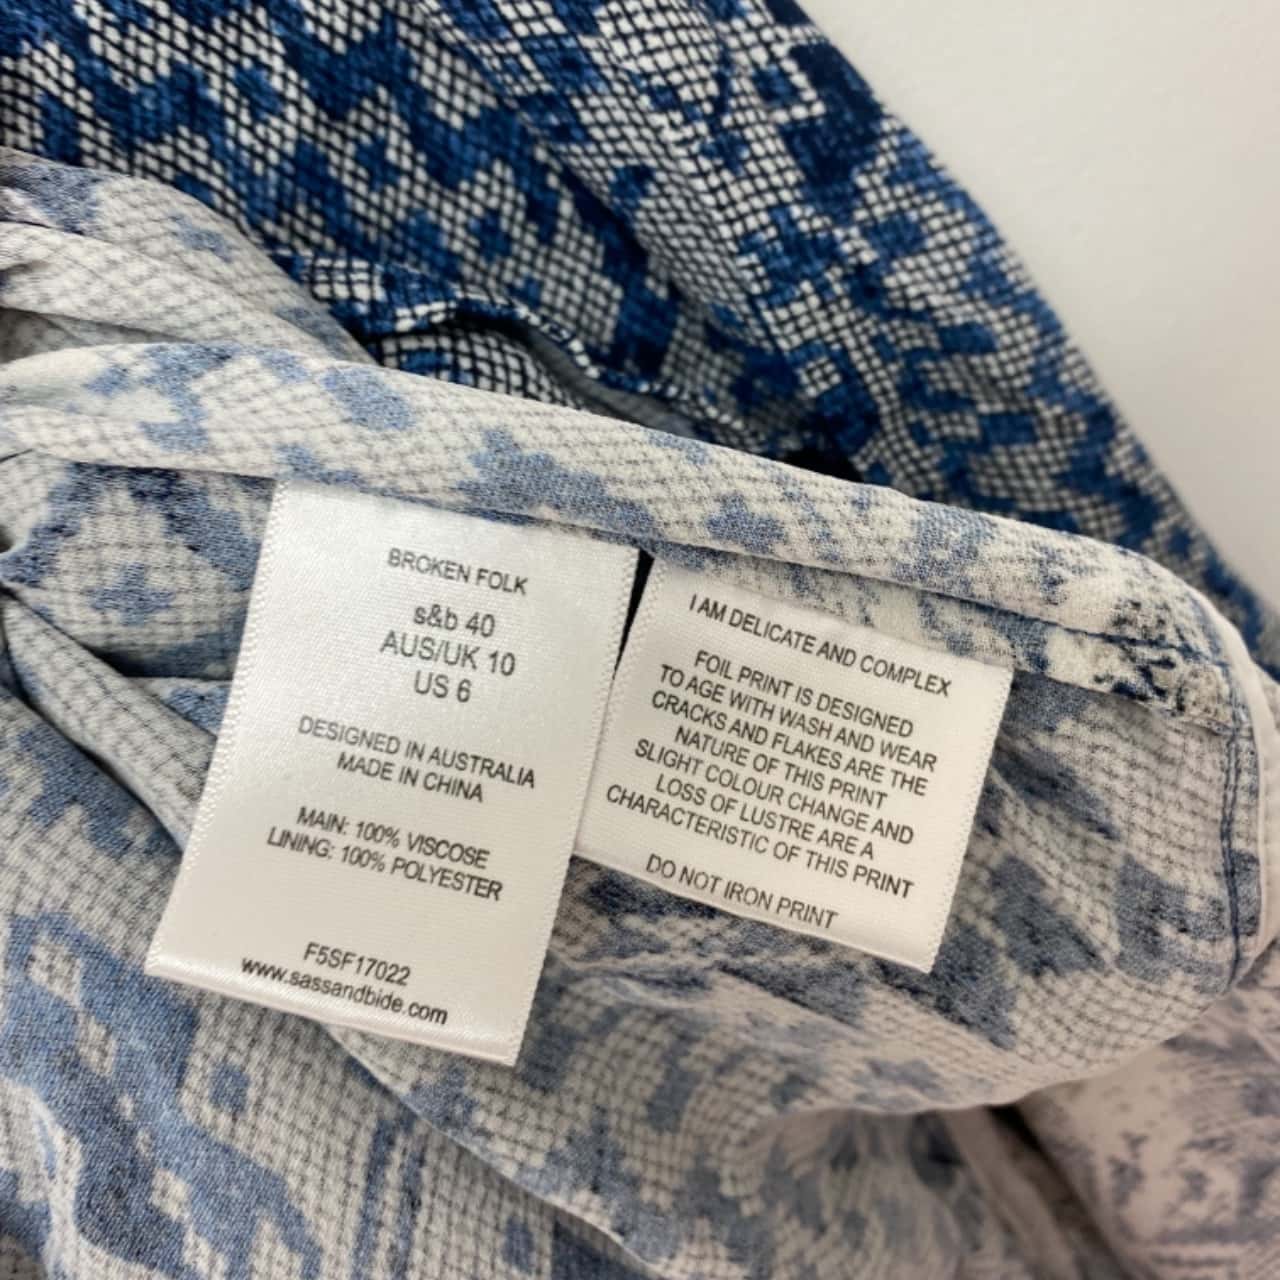 BROKEN FOLK
s&b 40
AUS/UK 10
US 6
DESIGNED IN AUSTRALIA
MADE IN CHINA
MAIN: 100% VISCOSE
LINING: 100% POLYESTER
F5SF17022
www.sassandbide.com
I AM DELICATE AND COMPLEX
FOIL PRINT IS DESIGNED
TO AGE WITH WASH AND WEAR
CRACKS AND FLAKES ARE THE
NATURE OF THIS PRINT
SLIGHT COLOUR CHANGE AND
LOSS OF LUSTRE ARE A
CHARACTERISTIC OF THIS PRINT
DO NOT IRON PRINT